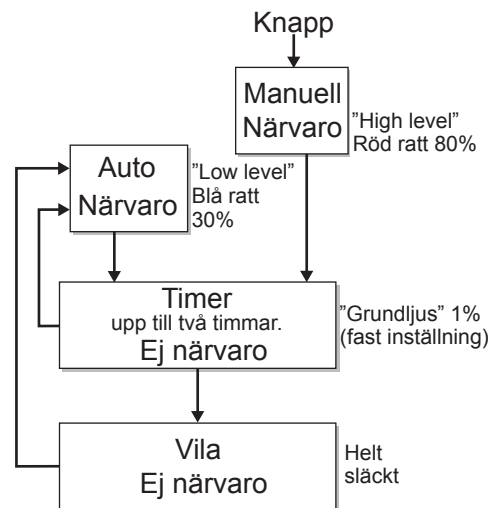 Knapp
Manuell
Närvaro
”High level”
Röd ratt 80%
Auto
Närvaro
”Low level”
Blå ratt
30%
Timer
upp till två timmar.
Ej närvaro
”Grundljus” 1%
(fast inställning)
Vila
Ej närvaro
Helt
släckt